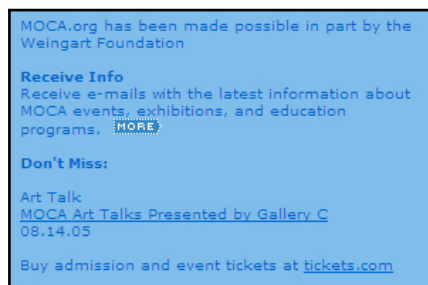 MOCA.org has been made possible in part by the
Weingart Foundation
Receive Info
Receive e-mails with the latest information about
MOCA events, exhibitions, and education
programs. MORE
Don't Miss:
Art Talk
MOCA Art Talks Presented by Gallery C
08.14.05
Buy admission and event tickets at tickets.com